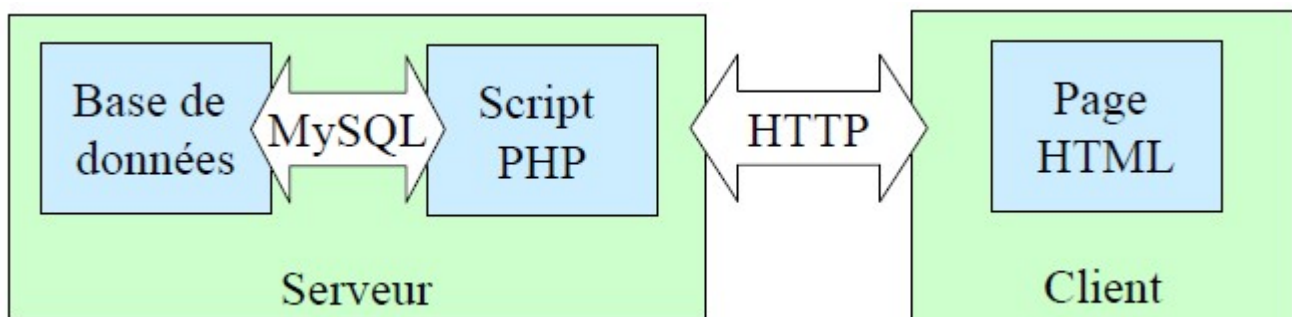 Base de
données
MySQL
Script
PHP
HTTP
Page
HTML
Serveur
Client